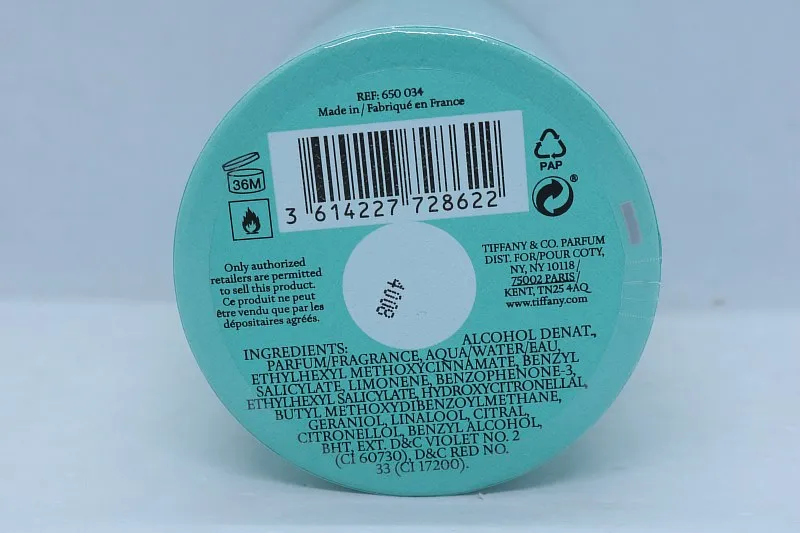 REF: 650 034
Made in / Fabriqué en France
36M
3 614227 728622
PAP
®
Only authorized
retailers are permitted
to sell this product.
Ce produit ne peut
être vendu que par les
dépositaires agréés.
TIFFANY & CO. PARFUM
DIST. FOR/POUR COTY,
NY, NY 10118/
75002 PARIS/
KENT, TN25 4AQ
www.tiffany.com
INGREDIENTS: ALCOHOL DENAT.,
PARFUM/FRAGRANCE, AQUA/WATER/EAU,
ETHYLHEXYL METHOXYCINNAMATE, BENZYL
SALICYLATE, LIMONENE, BENZOPHENONE-3,
ETHYLHEXYL SALICYLATE, HYDROXYCITRONELLAL,
BUTYL METHOXYDIBENZOYLMETHANE,
GERANIOL, LINALOOL, CITRAL,
CITRONELLOL, BENZYL ALCOHOL,
BHT, EXT. D&C VIOLET NO. 2
(CI 60730), D&C RED NO.
33 (CI 17200).